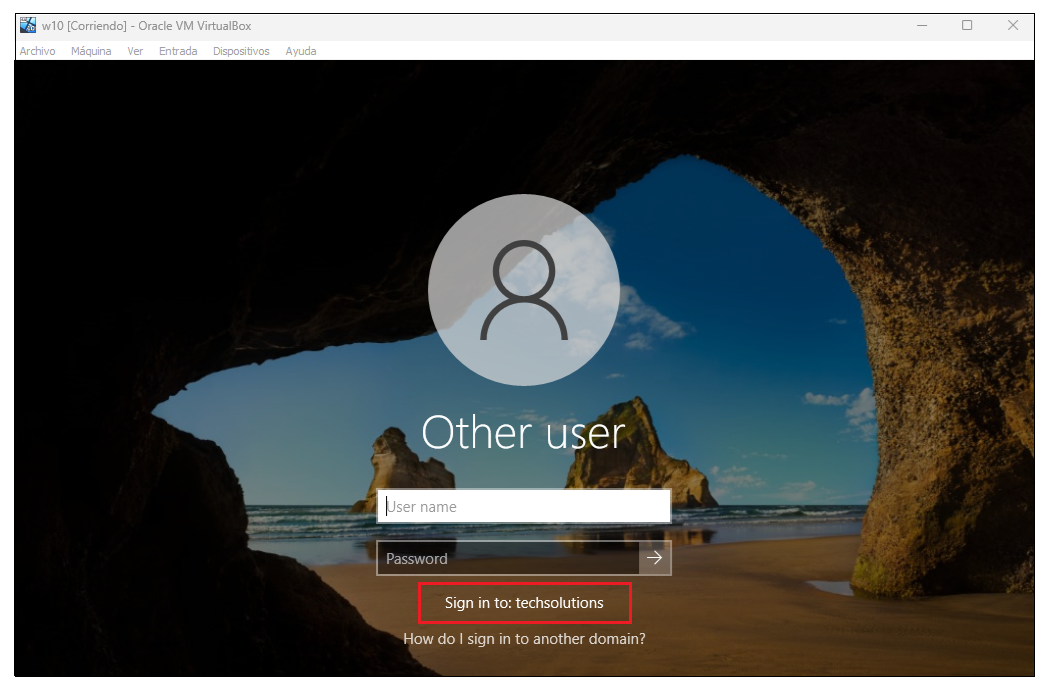 w10 [Corriendo] - Oracle VM VirtualBox
Archivo Máquina Ver Entrada Dispositivos Ayuda
Other user
User name
Password
Sign in to: techsolutions
How do I sign in to another domain?